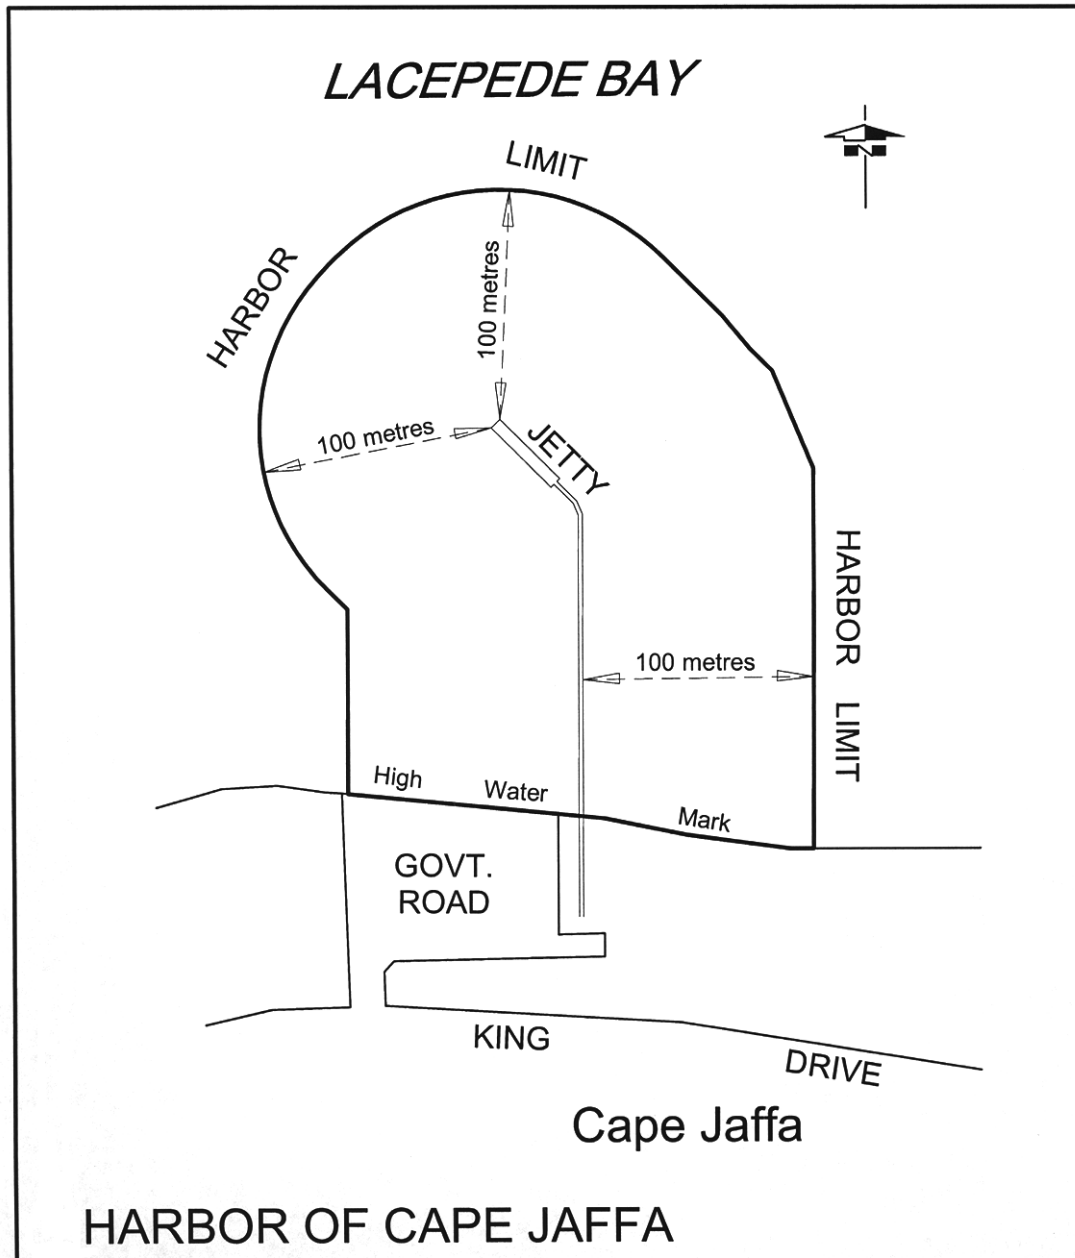 LACEPEDE BAY
N
LIMIT
HARBOR
100 metres
100 metres
JETTY
HARBOR LIMIT
100 metres
High Water Mark
GOVT.
ROAD
KING DRIVE
Cape Jaffa
HARBOR OF CAPE JAFFA